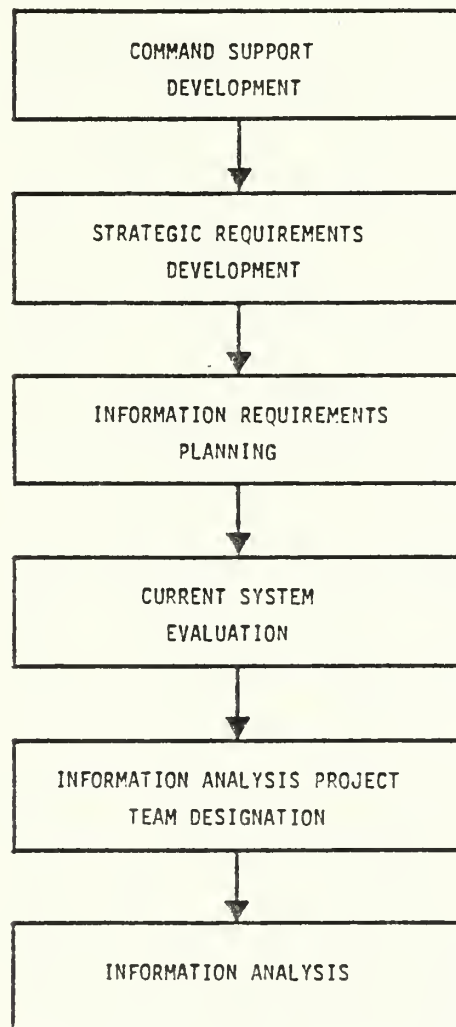 COMMAND SUPPORT
DEVELOPMENT
STRATEGIC REQUIREMENTS
DEVELOPMENT
INFORMATION REQUIREMENTS
PLANNING
CURRENT SYSTEM
EVALUATION
INFORMATION ANALYSIS PROJECT
TEAM DESIGNATION
INFORMATION ANALYSIS